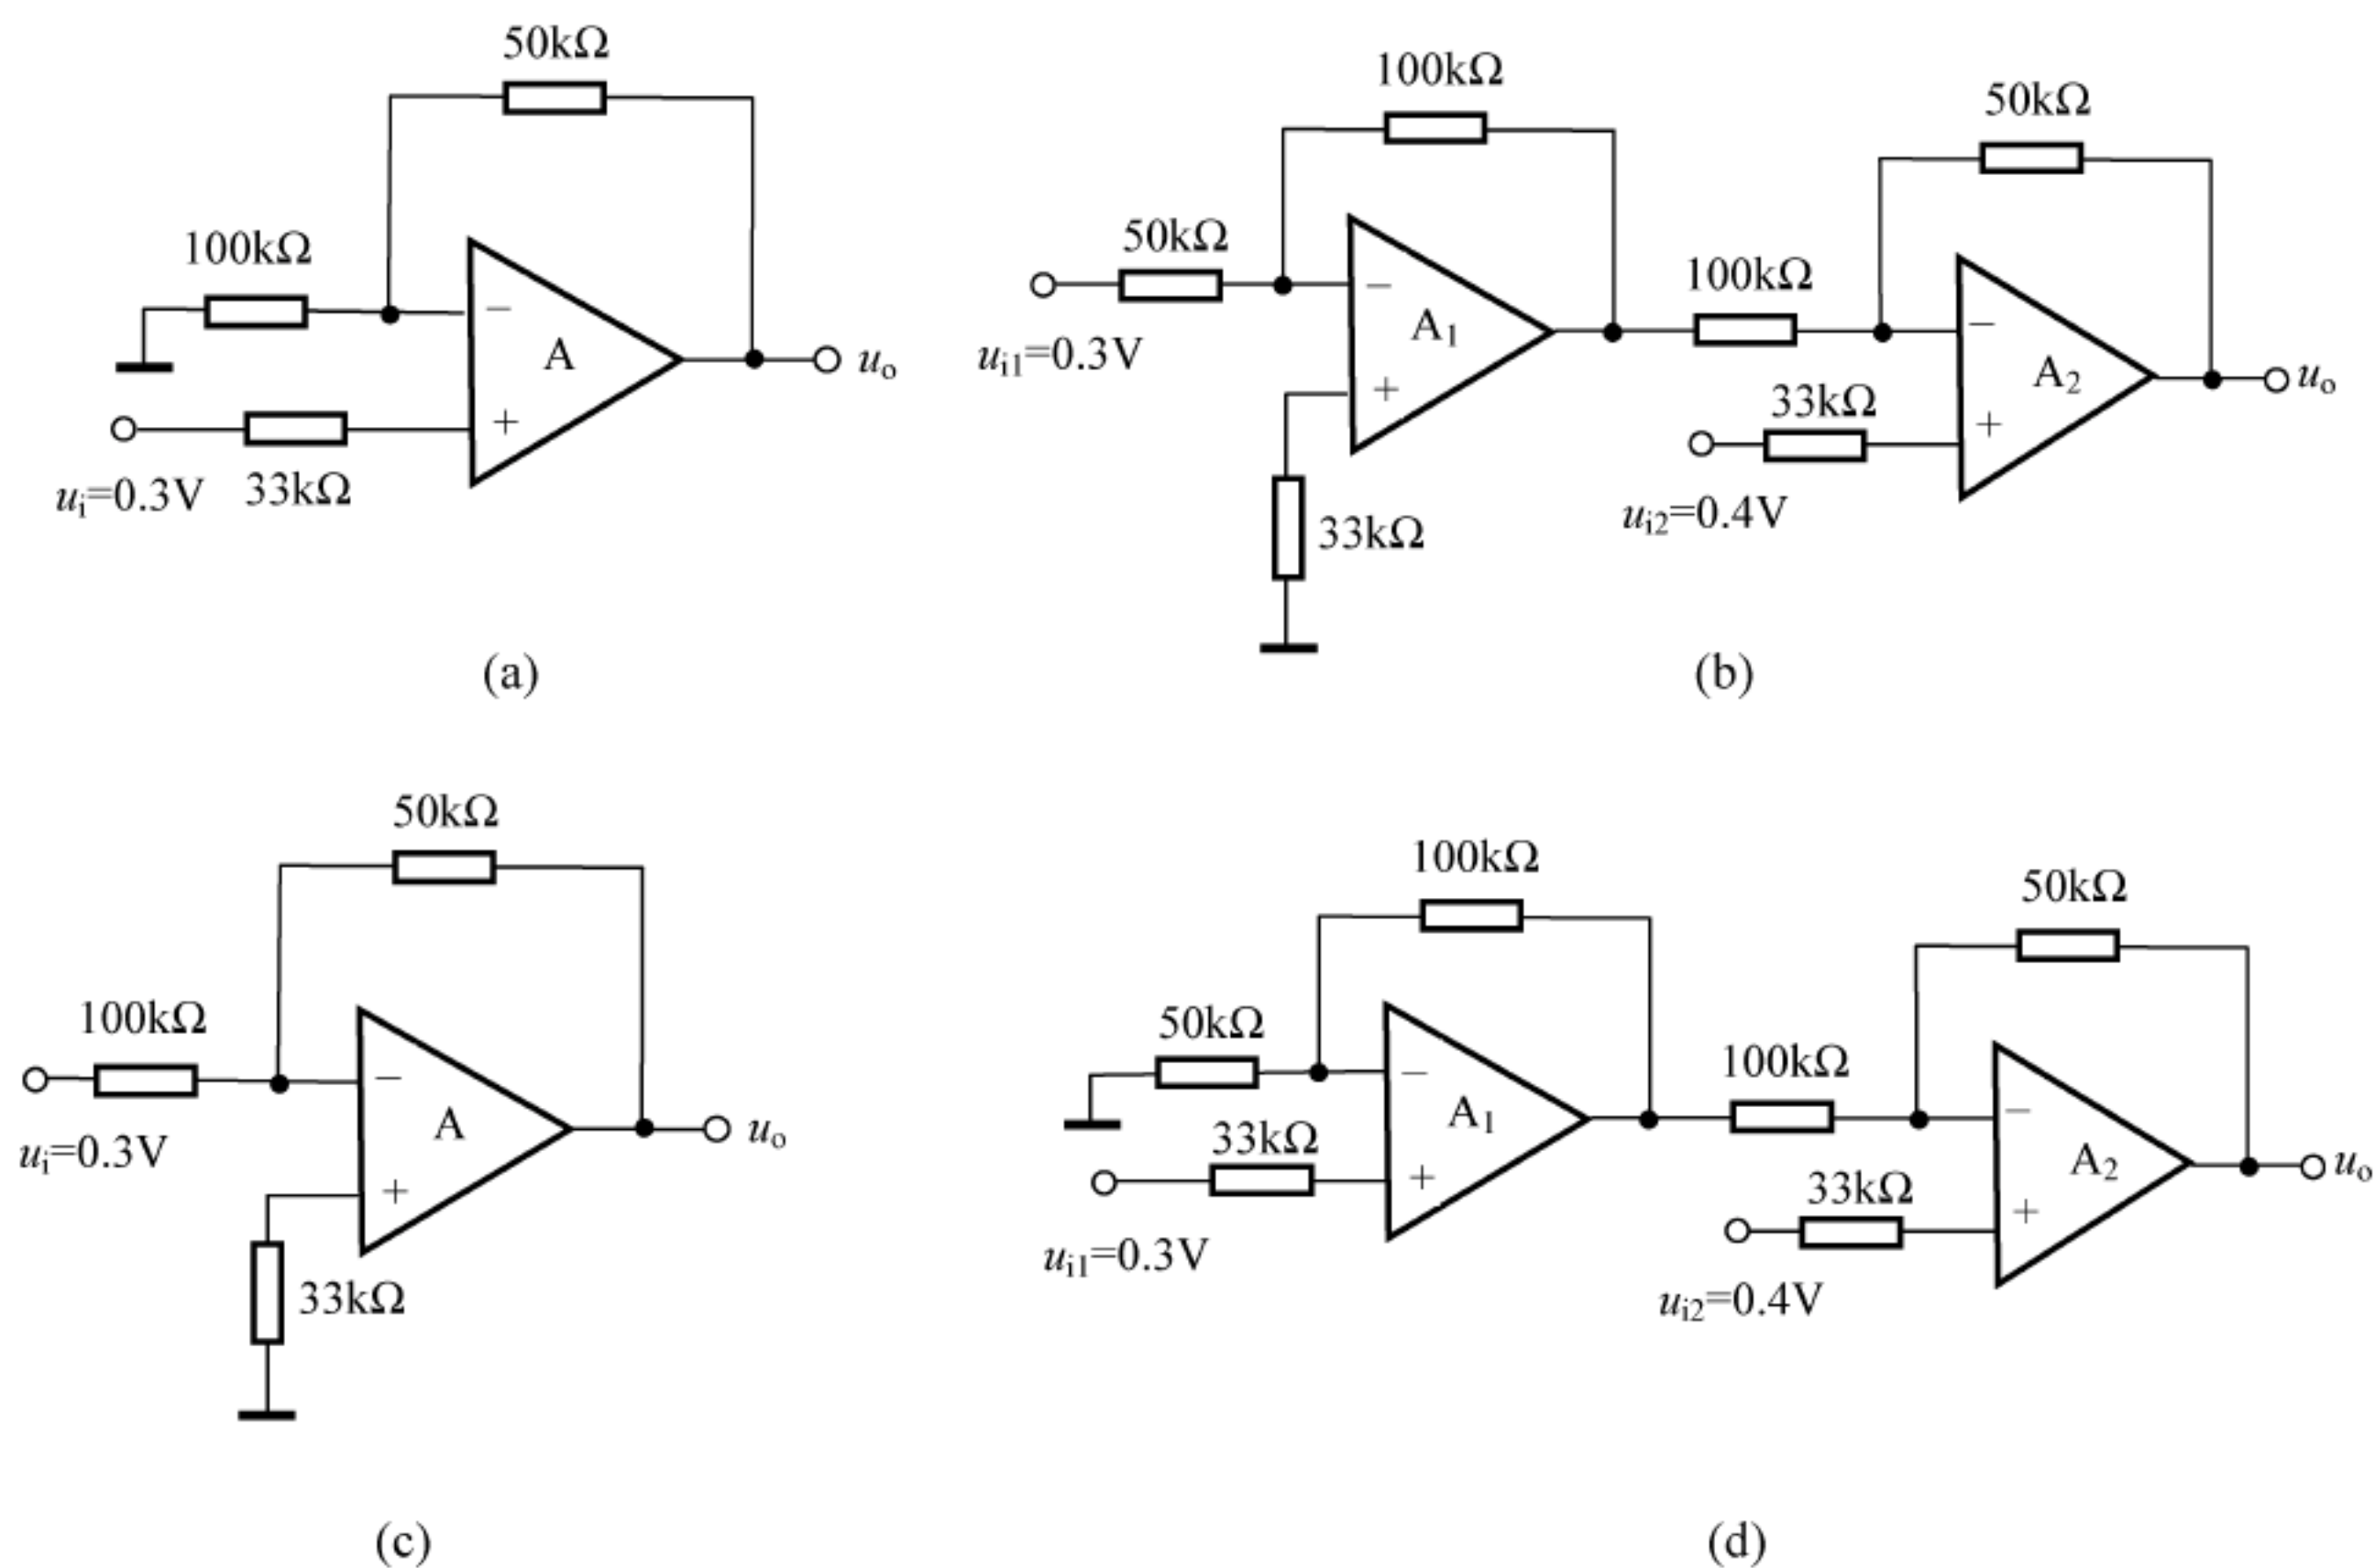 50kΩ
100kΩ
−
A
+
uo
ui=0.3V
33kΩ
(a)
100kΩ
50kΩ
50kΩ
−
A1
+
ui1=0.3V
33kΩ
100kΩ
−
A2
+
33kΩ
ui2=0.4V
uo
(b)
50kΩ
100kΩ
−
A
+
uo
ui=0.3V
33kΩ
(c)
100kΩ
50kΩ
50kΩ
−
A1
+
33kΩ
ui1=0.3V
100kΩ
−
A2
+
33kΩ
ui2=0.4V
uo
(d)